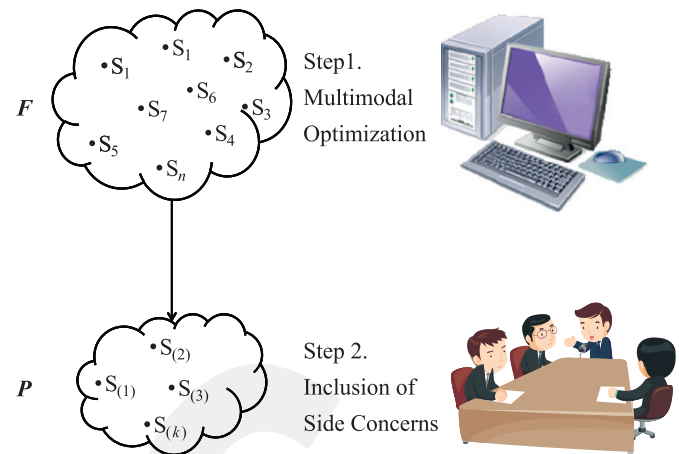 F
S₁
S₁
S₂
S₆
S₇
S₃
S₄
S₅
Sₙ
Step1.
Multimodal
Optimization
P
S₍₂₎
S₍₁₎
S₍₃₎
S₍ₖ₎
Step 2.
Inclusion of
Side Concerns